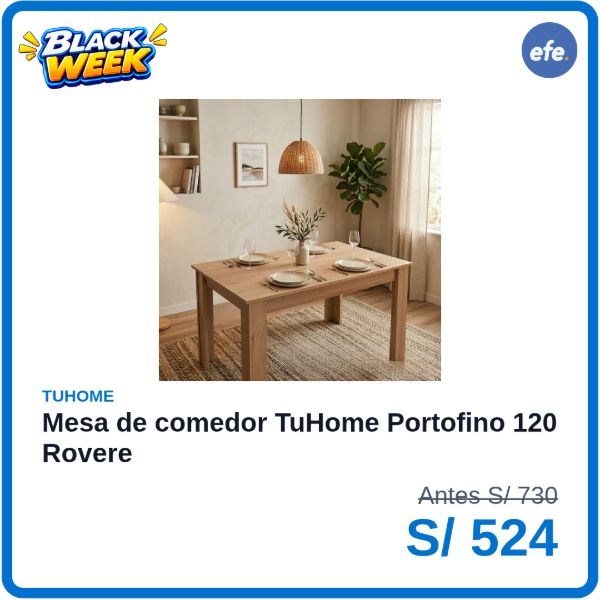 BLACK
WEEK
efe.
TUHOME
Mesa de comedor TuHome Portofino 120
Rovere
Antes S/ 730
S/ 524